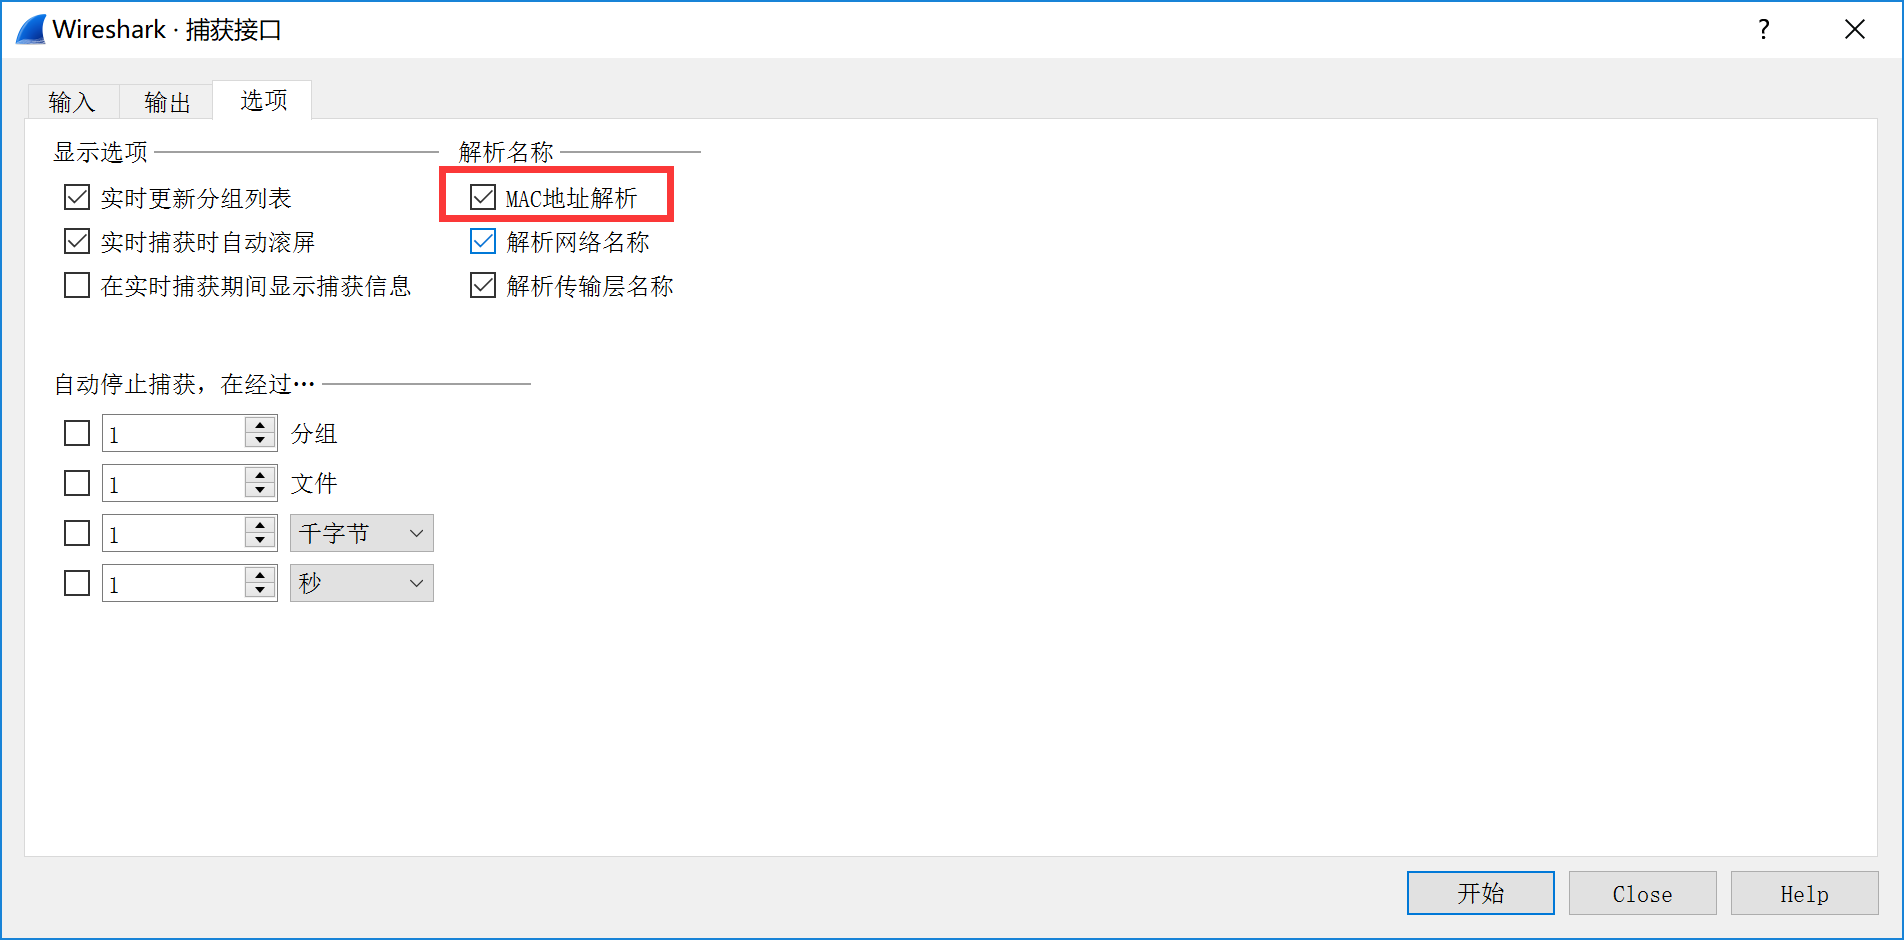 Wireshark · 捕获接口
?
输入 输出 选项
显示选项 解析名称
实时更新分组列表 MAC地址解析
实时捕获时自动滚屏 解析网络名称
在实时捕获期间显示捕获信息 解析传输层名称
自动停止捕获，在经过…
1 分组
1 文件
1 千字节
1 秒
开始 Close Help